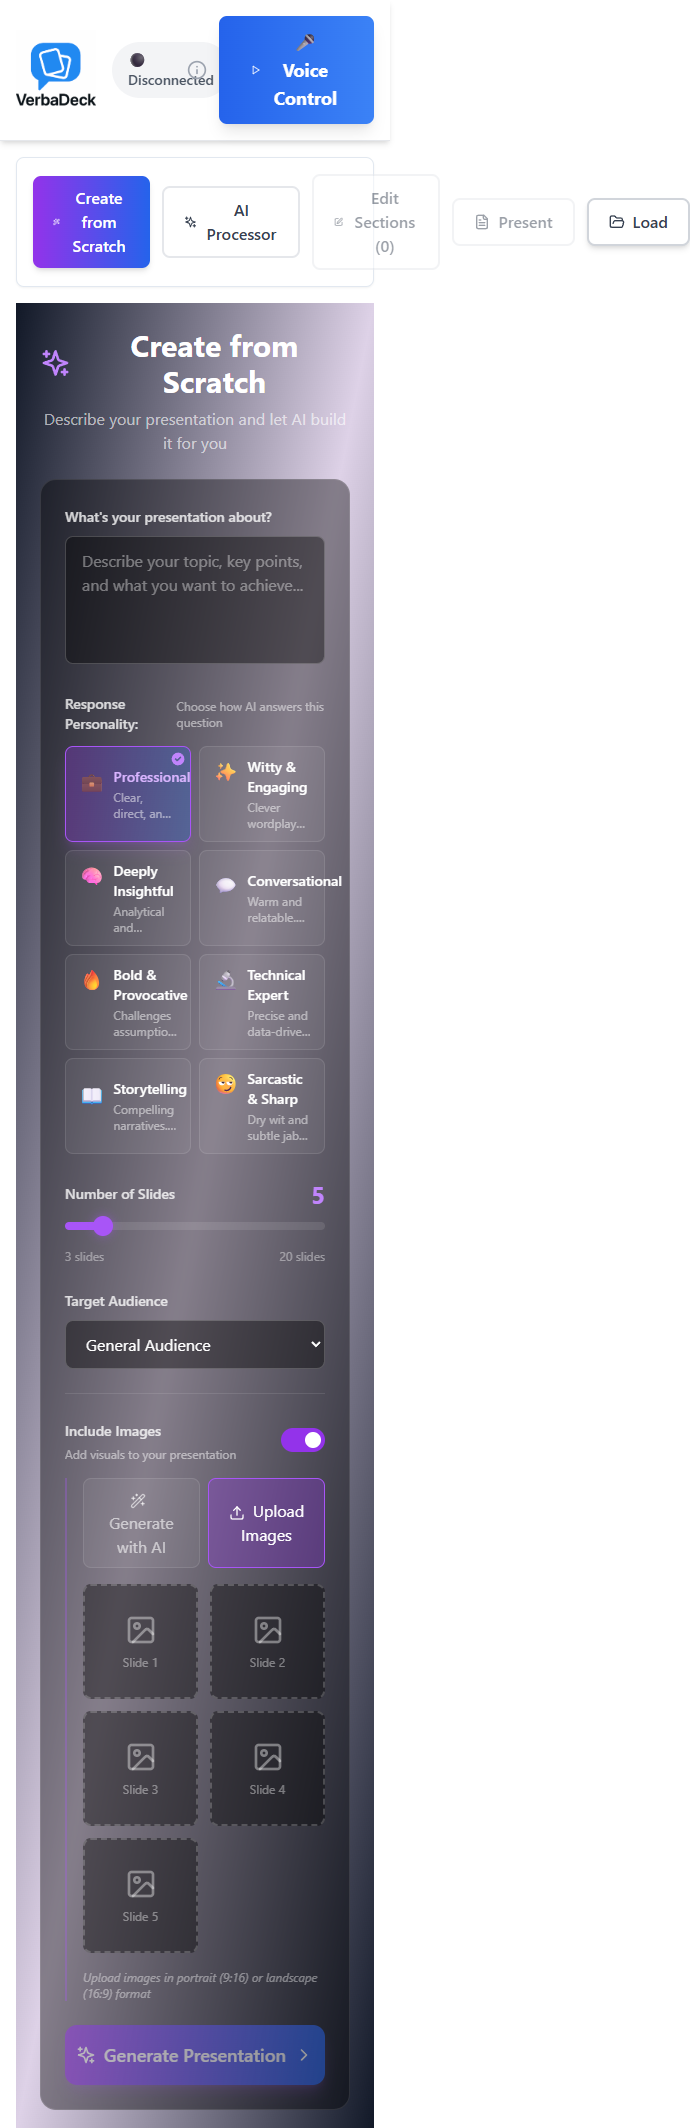 VerbaDeck
Disconnected
Voice
Control
Create
from
Scratch
AI
Processor
Edit
Sections
(0)
Present
Load
Create from
Scratch
Describe your presentation and let AI build
it for you
What's your presentation about?
Describe your topic, key points,
and what you want to achieve...
Response
Personality:
Choose how AI answers this
question
Professional
Clear,
direct, an...
Witty &
Engaging
Clever
wordplay...
Deeply
Insightful
Analytical
and...
Conversational
Warm and
relatable....
Bold &
Provocative
Challenges
assumptio...
Technical
Expert
Precise and
data-drive...
Storytelling
Compelling
narratives....
Sarcastic
& Sharp
Dry wit and
subtle jab...
Number of Slides
5
3 slides
20 slides
Target Audience
General Audience
Include Images
Add visuals to your presentation
Generate
with AI
Upload
Images
Slide 1
Slide 2
Slide 3
Slide 4
Slide 5
Upload images in portrait (9:16) or landscape
(16:9) format
Generate Presentation